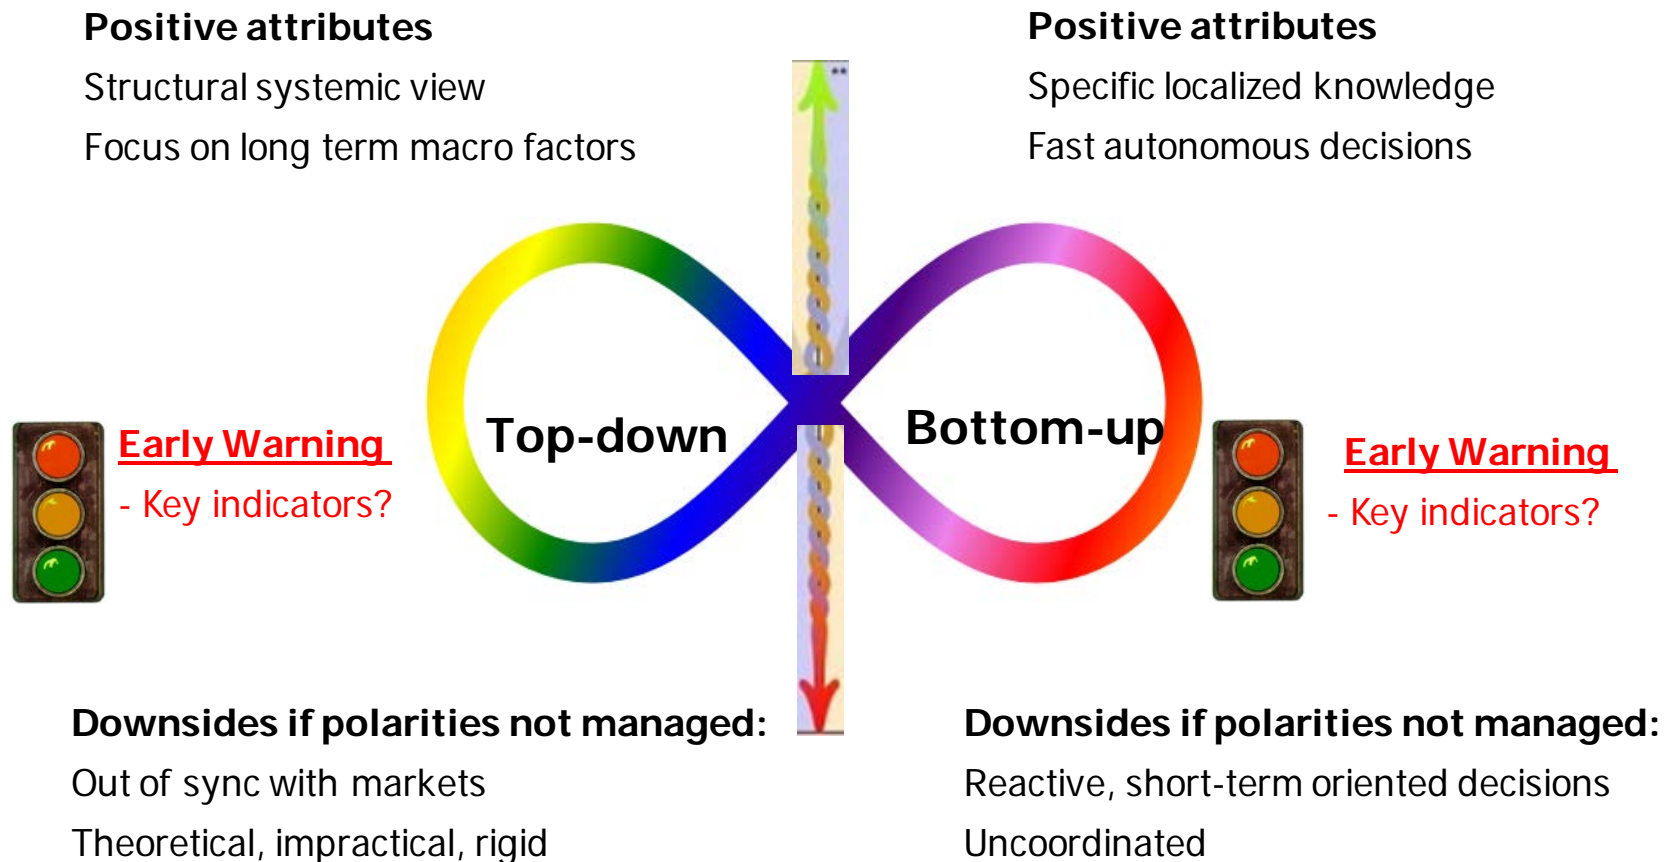 Positive attributes
Structural systemic view
Focus on long term macro factors
Positive attributes
Specific localized knowledge
Fast autonomous decisions
**
Top-down
Bottom-up
Early Warning
- Key indicators?
Early Warning
- Key indicators?
Downsides if polarities not managed:
Out of sync with markets
Theoretical, impractical, rigid
Downsides if polarities not managed:
Reactive, short-term oriented decisions
Uncoordinated